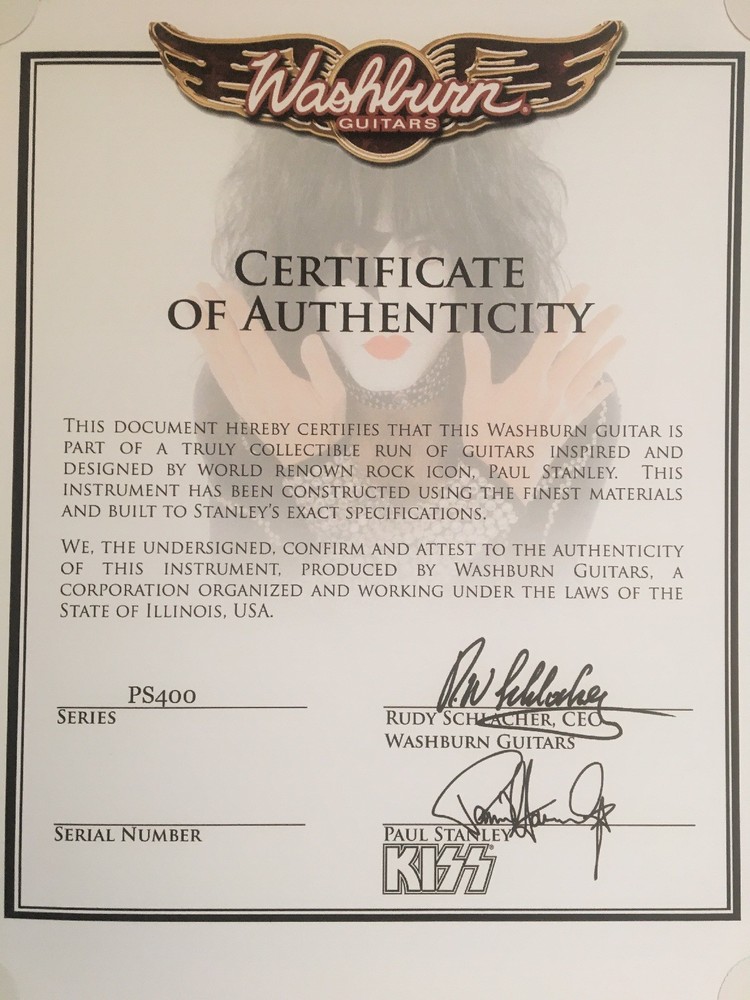 Washburn
GUITARS
CERTIFICATE
OF AUTHENTICITY
THIS DOCUMENT HEREBY CERTIFIES THAT THIS WASHBURN GUITAR IS
PART OF A TRULY COLLECTIBLE RUN OF GUITARS INSPIRED AND
DESIGNED BY WORLD RENOWN ROCK ICON, PAUL STANLEY. THIS
INSTRUMENT HAS BEEN CONSTRUCTED USING THE FINEST MATERIALS
AND BUILT TO STANLEY'S EXACT SPECIFICATIONS.
WE, THE UNDERSIGNED, CONFIRM AND ATTEST TO THE AUTHENTICITY
OF THIS INSTRUMENT, PRODUCED BY WASHBURN GUITARS, A
CORPORATION ORGANIZED AND WORKING UNDER THE LAWS OF THE
STATE OF ILLINOIS, USA.
PS400
SERIES
R.W Schlacher
RUDY SCHLACHER, CEO
WASHBURN GUITARS
SERIAL NUMBER
Paul Stanley
PAUL STANLEY
KISS